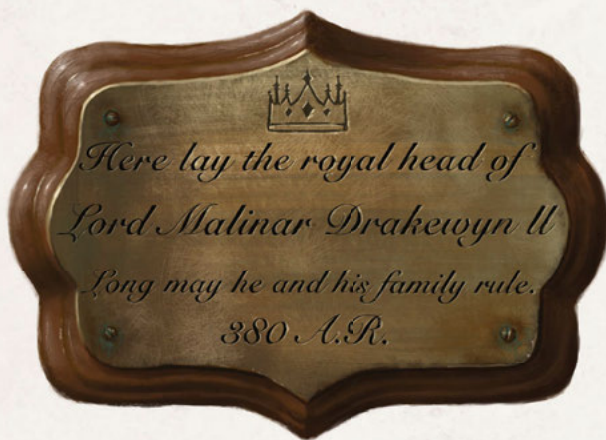 Here lay the royal head of
Lord Malinar Drakewyn II
Long may he and his family rule.
380 A.R.